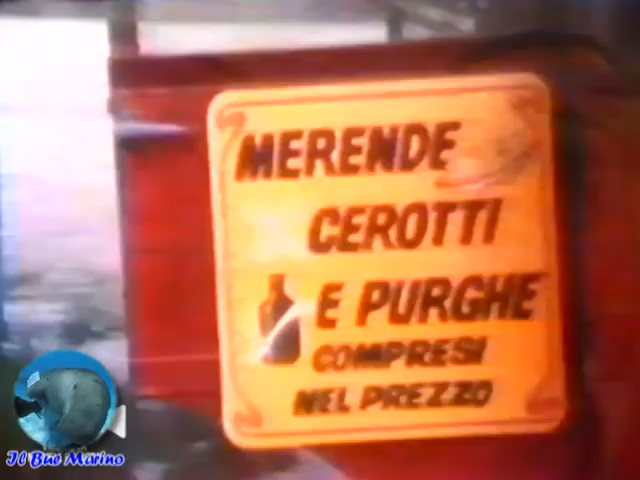 MERENDE
CEROTTI
E PURGHE
COMPRESI
NEL PREZZO
Il Bue Marino